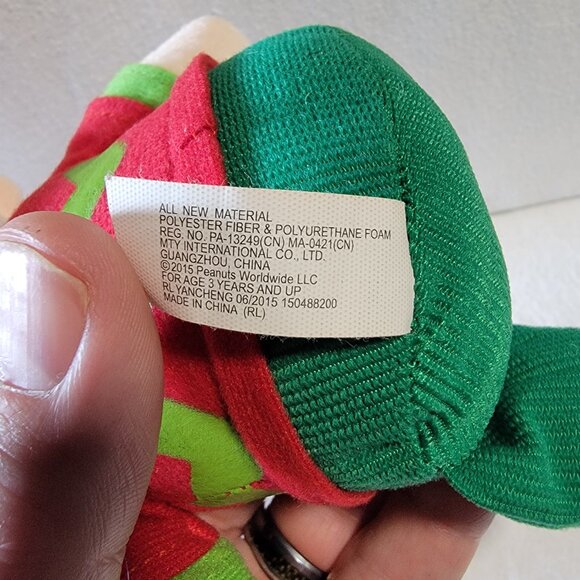 ALL NEW MATERIAL
POLYESTER FIBER & POLYURETHANE FOAM
REG. NO. PA-13249(CN) MA-0421(CN)
MTY INTERNATIONAL CO., LTD.
GUANGZHOU, CHINA
©2015 Peanuts Worldwide LLC
FOR AGE 3 YEARS AND UP
RL YANCHENG 06/2015 150488200
MADE IN CHINA (RL)